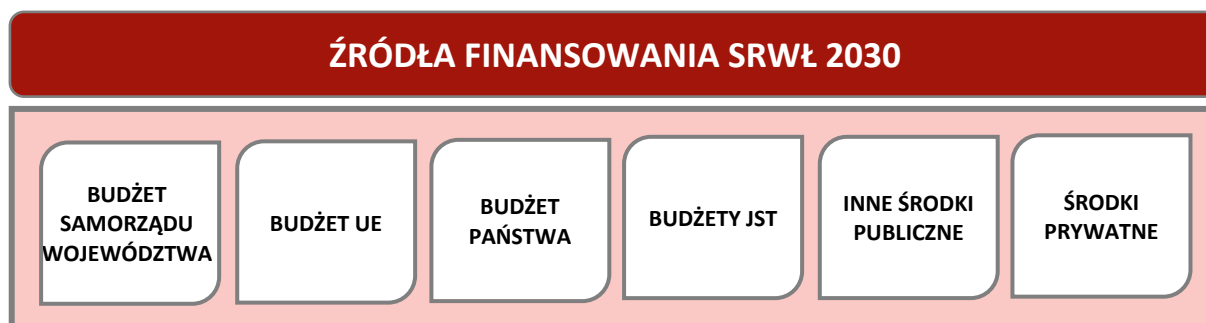 ŹRÓDŁA FINANSOWANIA SRWŁ 2030
BUDŻET
SAMORZĄDU
WOJEWÓDZTWA
BUDŻET UE
BUDŻET
PAŃSTWA
BUDŻETY JST
INNE ŚRODKI
PUBLICZNE
ŚRODKI
PRYWATNE